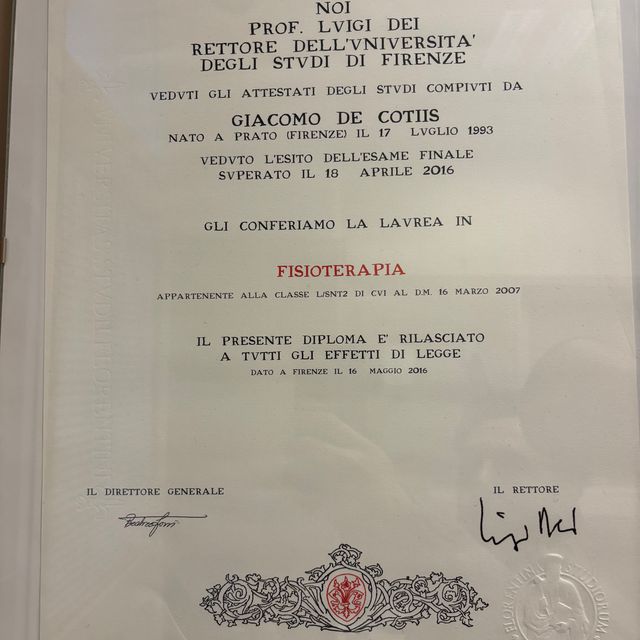 NOI
PROF. LVIGI DEI
RETTORE DELL'VNIVERSITA'
DEGLI STVDI DI FIRENZE
VEDVTI GLI ATTESTATI DEGLI STVDI COMPIVTI DA
GIACOMO DE COTIIS
NATO A PRATO (FIRENZE) IL 17 LVGLIO 1993
VEDVTO L'ESITO DELL'ESAME FINALE
SVPERATO IL 18 APRILE 2016
GLI CONFERIAMO LA LAVREA IN
FISIOTERAPIA
APPARTENENTE ALLA CLASSE L/SNT2 DI CVI AL D.M. 16 MARZO 2007
IL PRESENTE DIPLOMA E' RILASCIATO
A TVTTI GLI EFFETTI DI LEGGE
DATO A FIRENZE IL 16 MAGGIO 2016
IL DIRETTORE GENERALE
IL RETTORE
FLORENTINA STUDIORUM